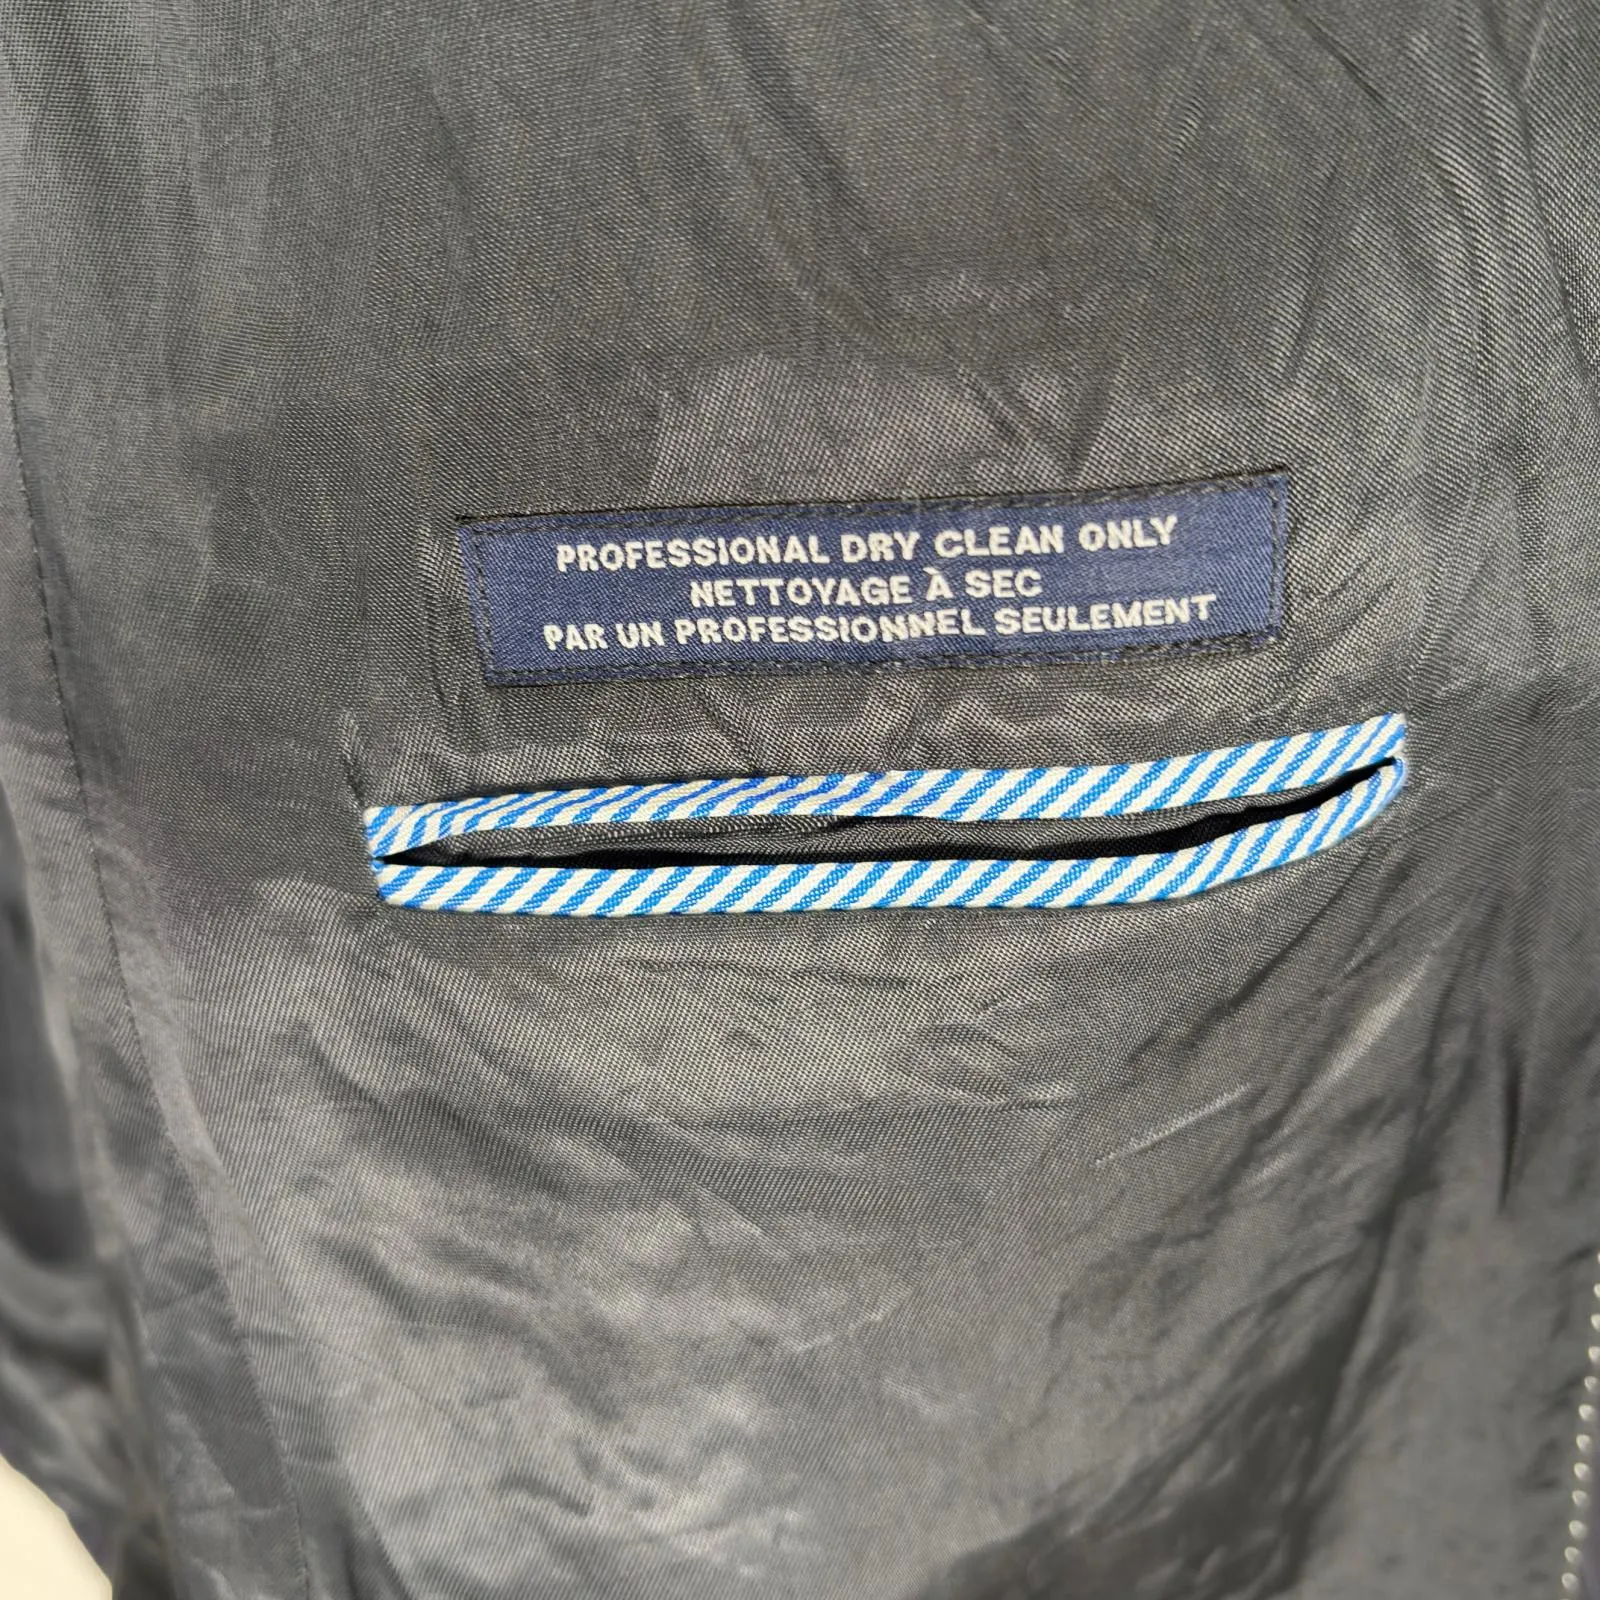 PROFESSIONAL DRY CLEAN ONLY
NETTOYAGE À SEC
PAR UN PROFESSIONNEL SEULEMENT